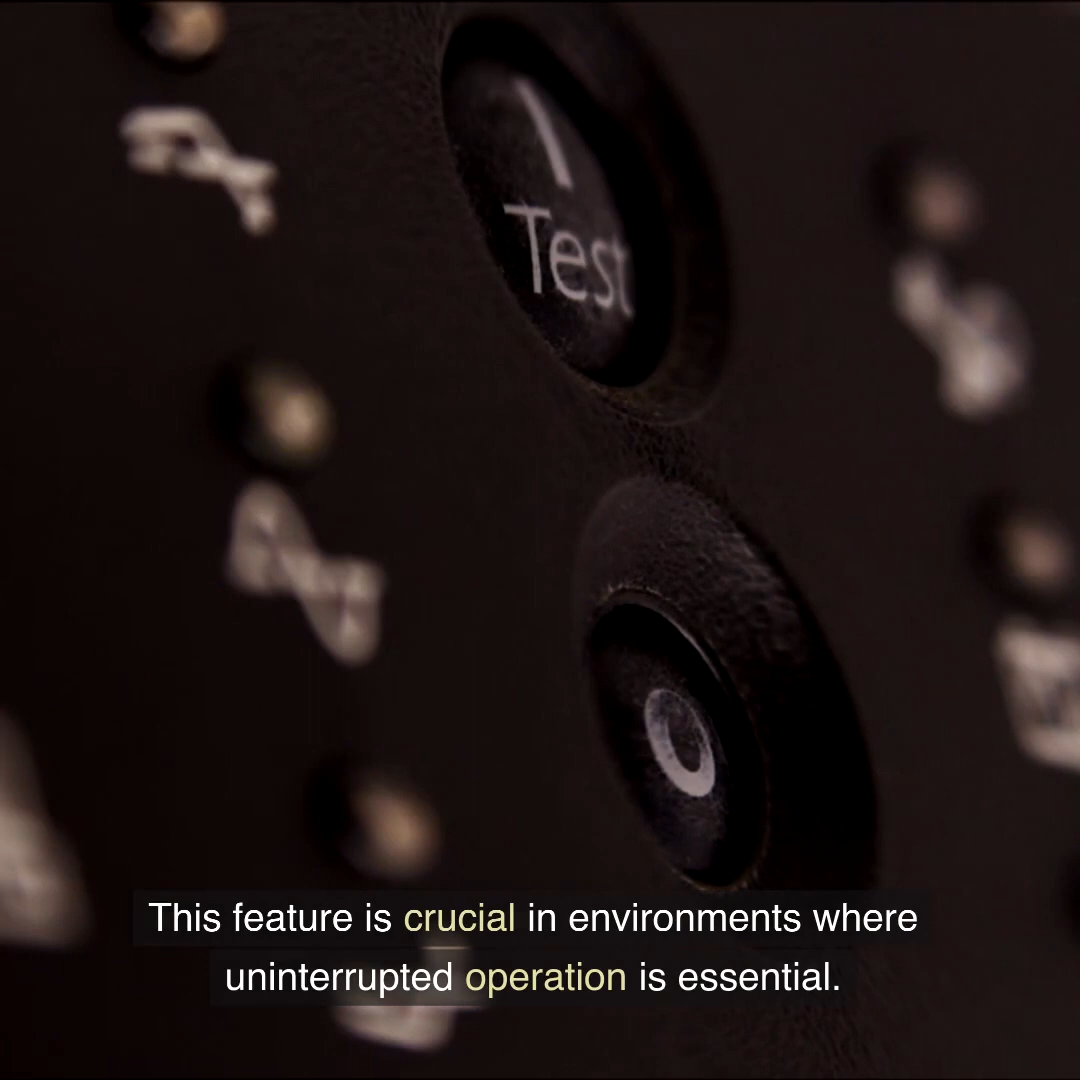 I
Test
O
This feature is crucial in environments where
uninterrupted operation is essential.